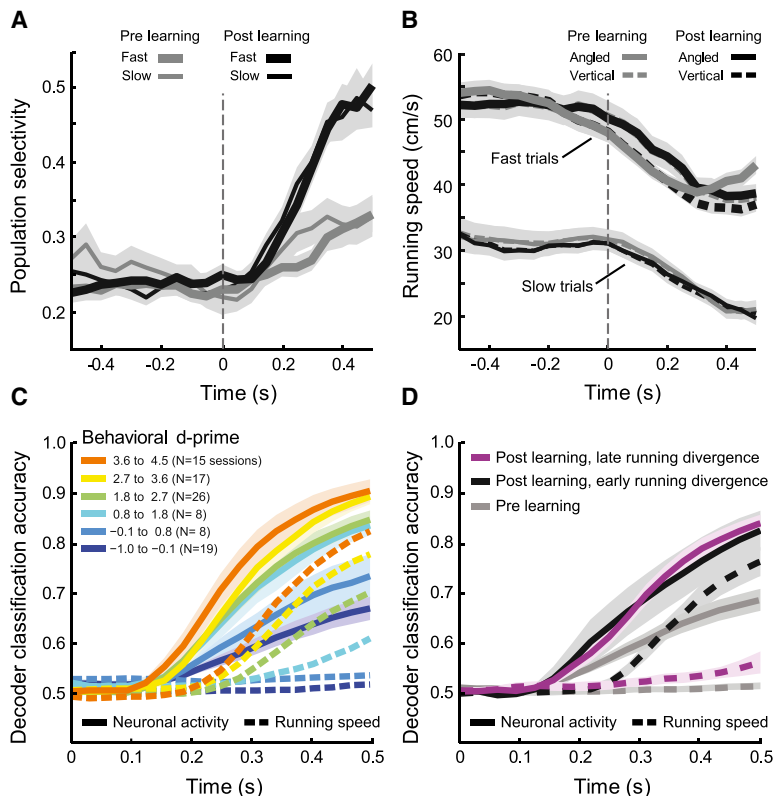 A
Pre learning Post learning
Fast Fast
Slow Slow
Population selectivity
0.5
0.4
0.3
0.2
-0.4 -0.2 0 0.2 0.4
Time (s)
B
Pre learning Post learning
Angled Angled
Vertical Vertical
Running speed (cm/s)
60
50
40
30
20
Fast trials
Slow trials
-0.4 -0.2 0 0.2 0.4
Time (s)
C
Behavioral d-prime
3.6 to 4.5 (N=15 sessions)
2.7 to 3.6 (N=17)
1.8 to 2.7 (N=26)
0.8 to 1.8 (N= 8)
−0.1 to 0.8 (N= 8)
−1.0 to −0.1 (N=19)
Decoder classification accuracy
1.0
0.9
0.8
0.7
0.6
0.5
Neuronal activity Running speed
0 0.1 0.2 0.3 0.4 0.5
Time (s)
D
Post learning, late running divergence
Post learning, early running divergence
Pre learning
Decoder classification accuracy
1.0
0.9
0.8
0.7
0.6
0.5
Neuronal activity Running speed
0 0.1 0.2 0.3 0.4 0.5
Time (s)